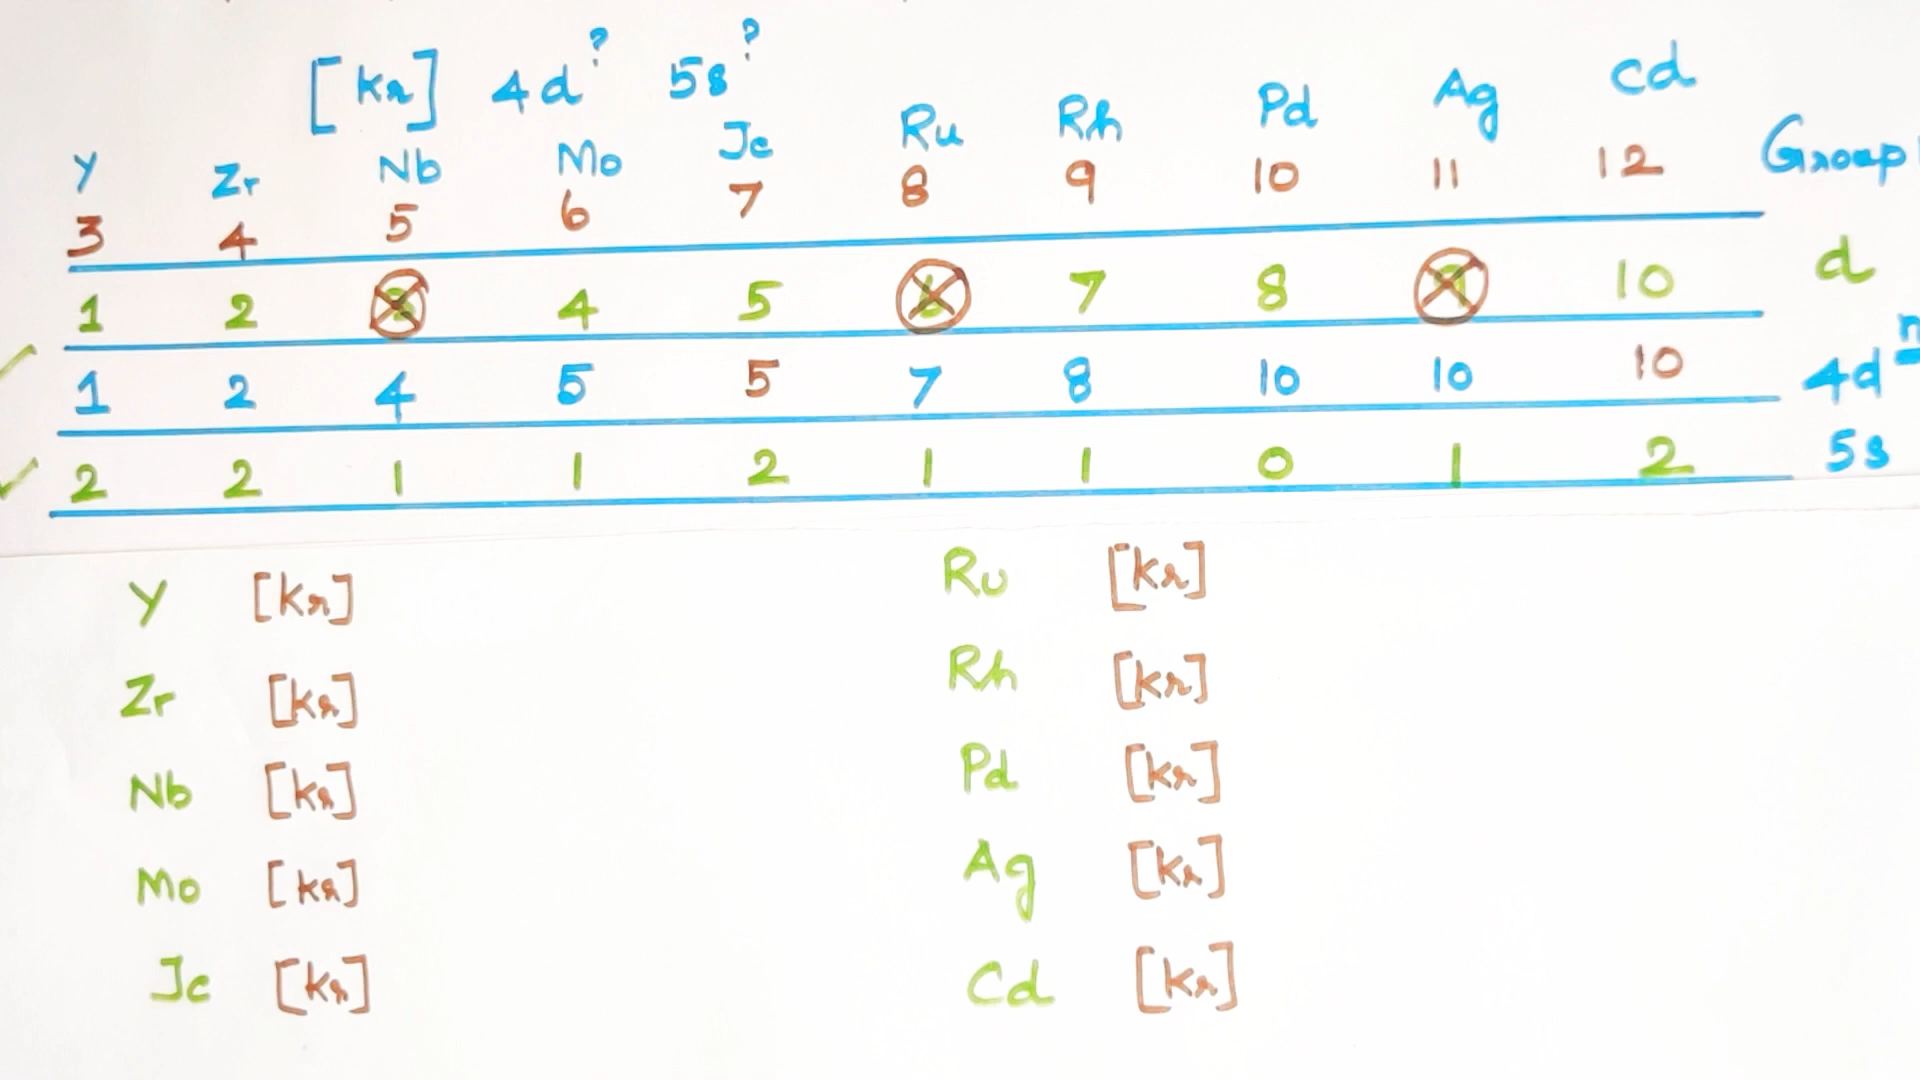 [Kr] 4d? 5s?
Y Zr Nb Mo Tc Ru Rh Pd Ag Cd
3 4 5 6 7 8 9 10 11 12 Group
1 2 4 5 7 8 10 d
1 2 4 5 5 7 8 10 10 10 4d n
2 2 1 1 2 1 1 0 1 2 5s
Y [Kr]
Zr [Kr]
Nb [Kr]
Mo [Kr]
Tc [Kr]
Ru [Kr]
Rh [Kr]
Pd [Kr]
Ag [Kr]
Cd [Kr]